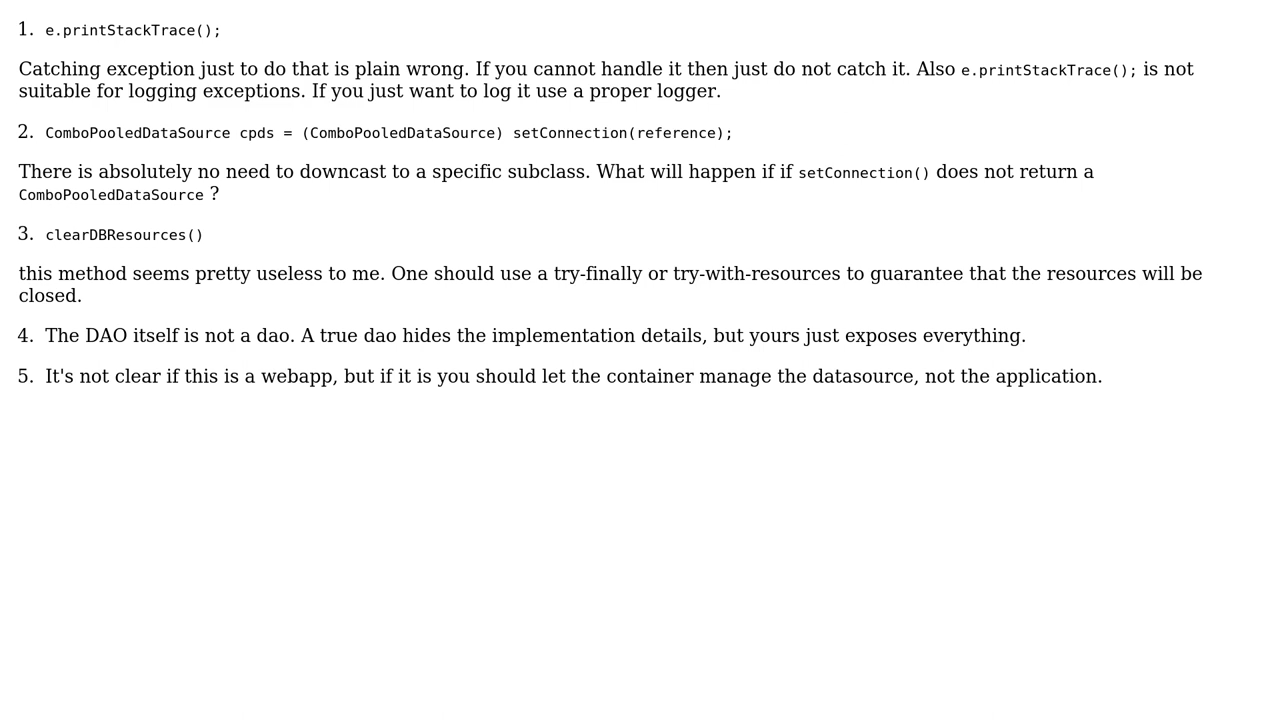 1. e.printStackTrace();
Catching exception just to do that is plain wrong. If you cannot handle it then just do not catch it. Also e.printStackTrace(); is not
suitable for logging exceptions. If you just want to log it use a proper logger.
2. ComboPooledDataSource cpds = (ComboPooledDataSource) setConnection(reference);
There is absolutely no need to downcast to a specific subclass. What will happen if if setConnection() does not return a
ComboPooledDataSource ?
3. clearDBResources()
this method seems pretty useless to me. One should use a try-finally or try-with-resources to guarantee that the resources will be
closed.
4. The DAO itself is not a dao. A true dao hides the implementation details, but yours just exposes everything.
5. It's not clear if this is a webapp, but if it is you should let the container manage the datasource, not the application.